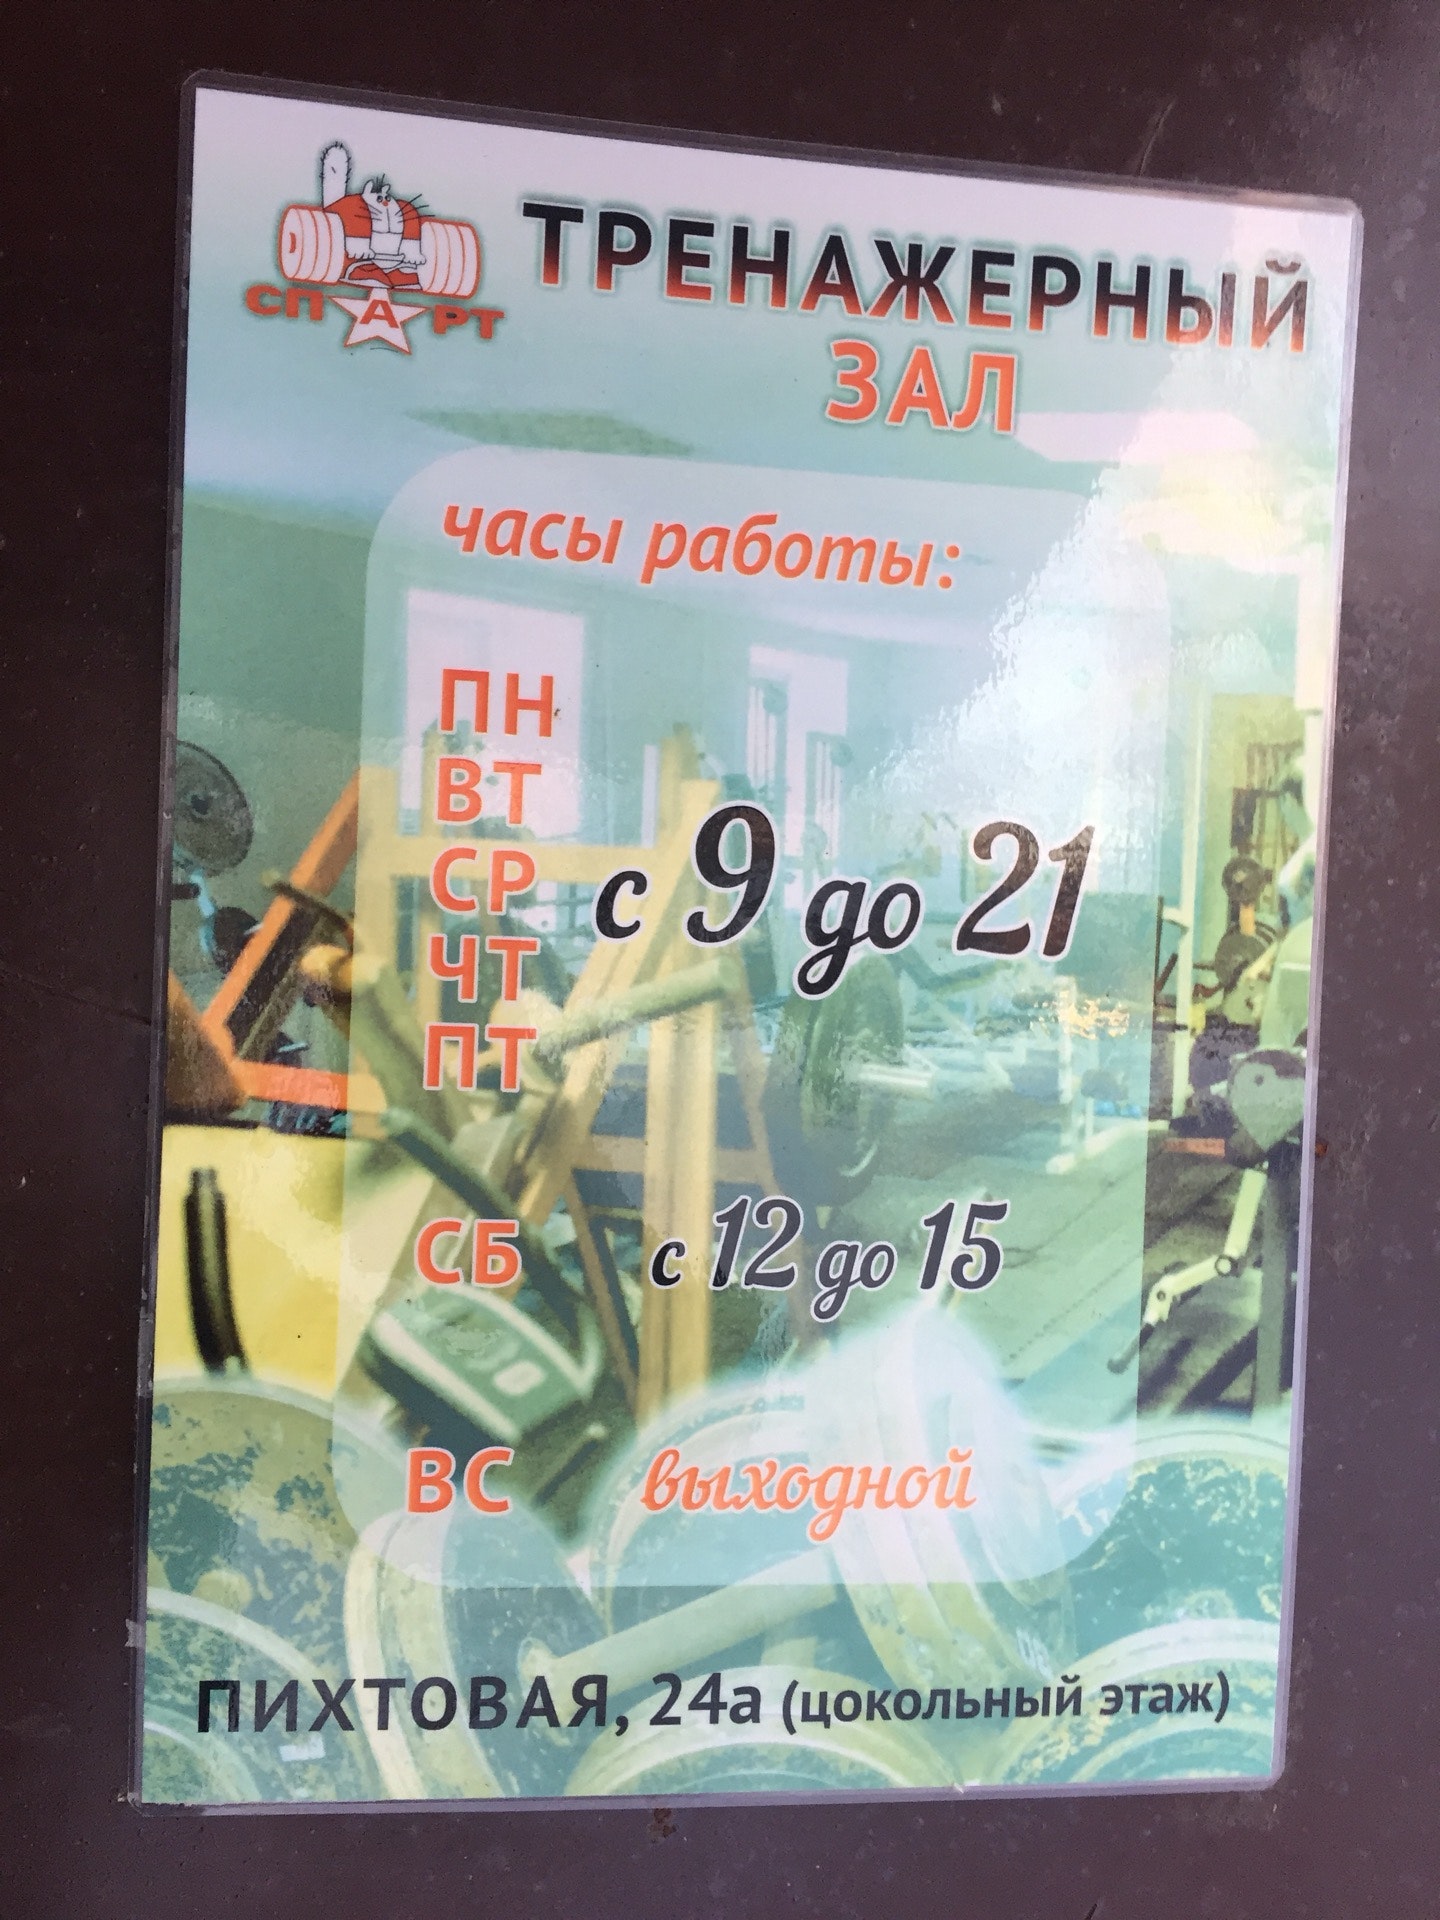 СПАРТ
ТРЕНАЖЕРНЫЙ
ЗАЛ
часы работы:
ПН
ВТ
СР
с 9 до 21
ЧТ
ПТ
СБ с 12 до 15
ВС выходной
ПИХТОВАЯ, 24а (цокольный этаж)